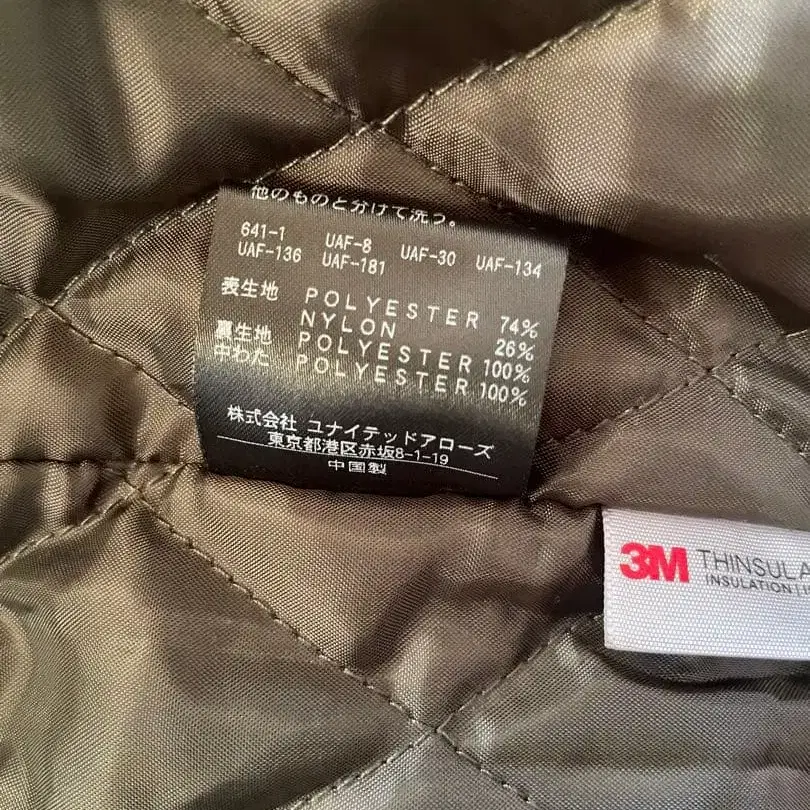 他のものと分けて洗う。
641-1 UAF-8 UAF-30 UAF-134
UAF-136 UAF-181
表生地 POLYESTER 74%
NYLON 26%
裏生地 POLYESTER 100%
中わた POLYESTER 100%
株式会社 ユナイテッドアローズ
東京都港区赤坂8-1-19
中国製
3M THINSULA
INSULATION |